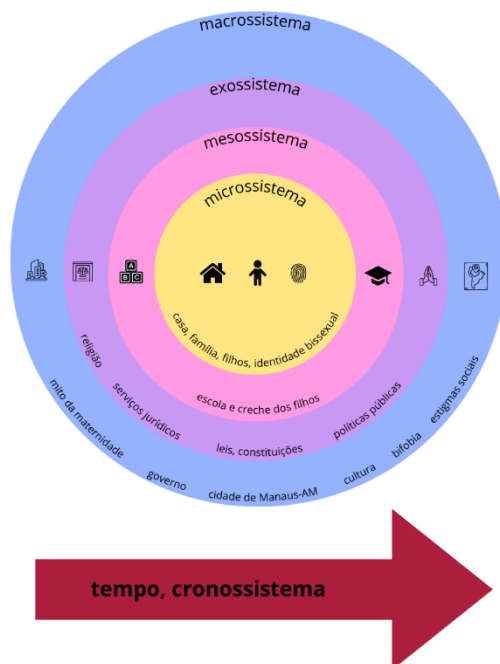 macrossistema
exossistema
mesossistema
microssistema
A
B C
casa, família, filhos, identidade bissexual
escola e creche dos filhos
religião
serviços jurídicos
leis, constituições
políticas públicas
mito da maternidade
governo
cidade de Manaus-AM
cultura
bifobia
estigmas sociais
tempo, cronossistema